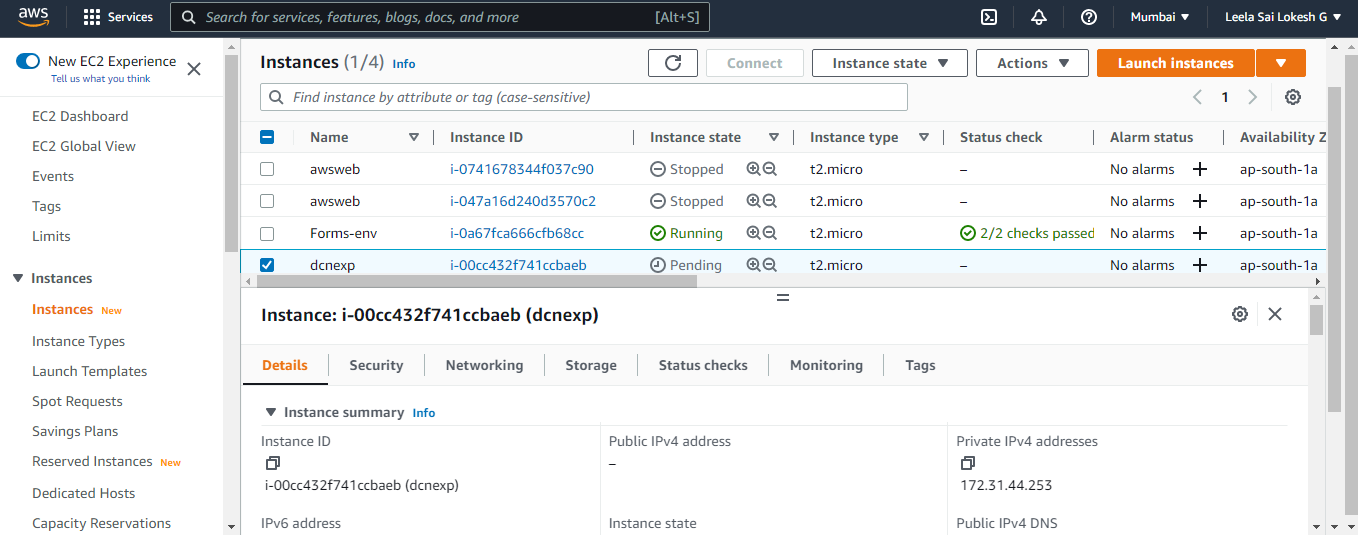 aws
Services
Search for services, features, blogs, docs, and more [Alt+S]
Mumbai ▼
Leela Sai Lokesh G ▼
New EC2 Experience
Tell us what you think
EC2 Dashboard
EC2 Global View
Events
Tags
Limits
Instances
Instances New
Instance Types
Launch Templates
Spot Requests
Savings Plans
Reserved Instances New
Dedicated Hosts
Capacity Reservations
Instances (1/4) Info
Connect
Instance state ▼
Actions ▼
Launch instances ▼
Find instance by attribute or tag (case-sensitive)
1
Name Instance ID Instance state Instance type Status check Alarm status Availability Z
awsweb i-0741678344f037c90 Stopped t2.micro – No alarms + ap-south-1a
awsweb i-047a16d240d3570c2 Stopped t2.micro – No alarms + ap-south-1a
Forms-env i-0a67fca666cfb68cc Running t2.micro 2/2 checks passed No alarms + ap-south-1a
dcnexp i-00cc432f741ccbaeb Pending t2.micro – No alarms + ap-south-1a
Instance: i-00cc432f741ccbaeb (dcnexp)
Details Security Networking Storage Status checks Monitoring Tags
▼ Instance summary Info
Instance ID
i-00cc432f741ccbaeb (dcnexp)
Public IPv4 address
–
Private IPv4 addresses
172.31.44.253
IPv6 address
Instance state
Public IPv4 DNS